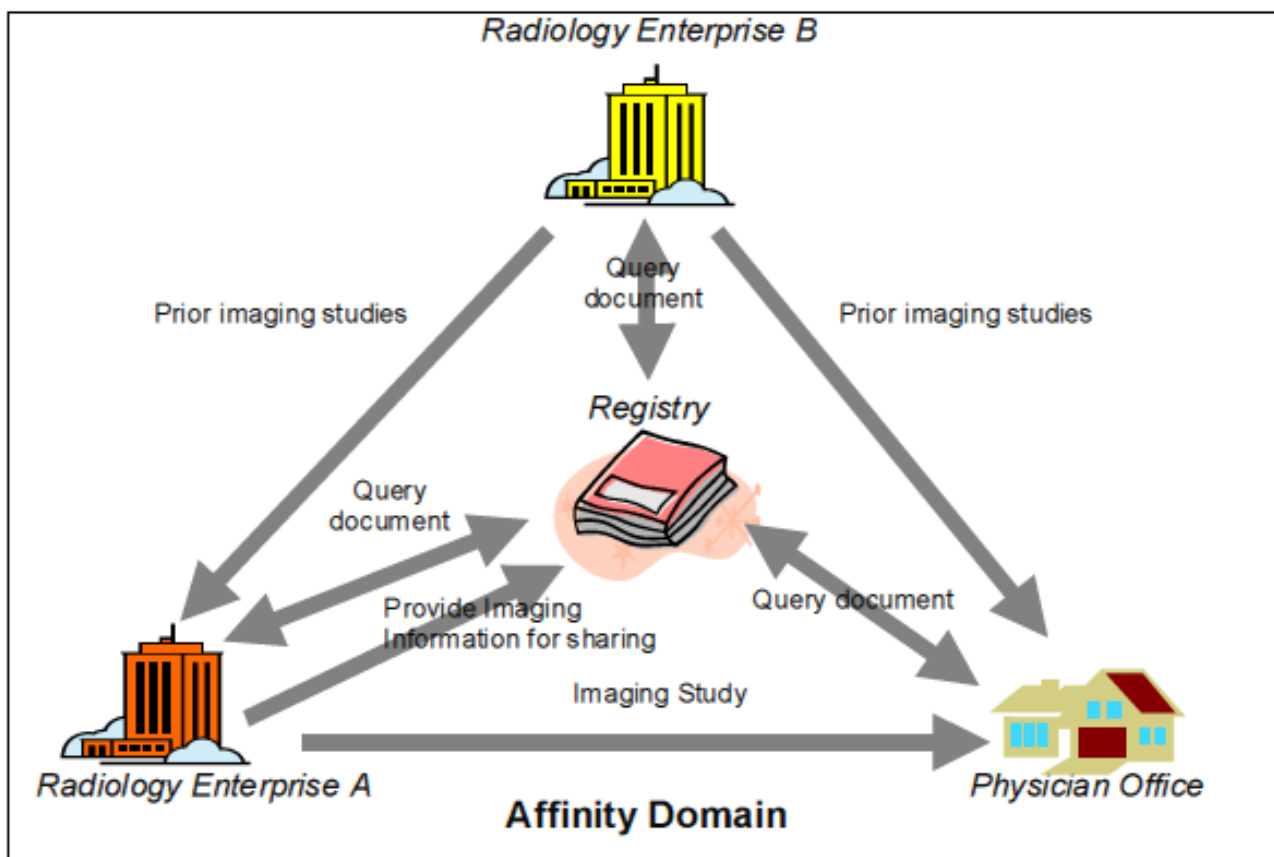 Radiology Enterprise B
Query
document
Prior imaging studies
Prior imaging studies
Registry
Query
document
Query document
Provide Imaging
Information for sharing
Imaging Study
Radiology Enterprise A
Physician Office
Affinity Domain